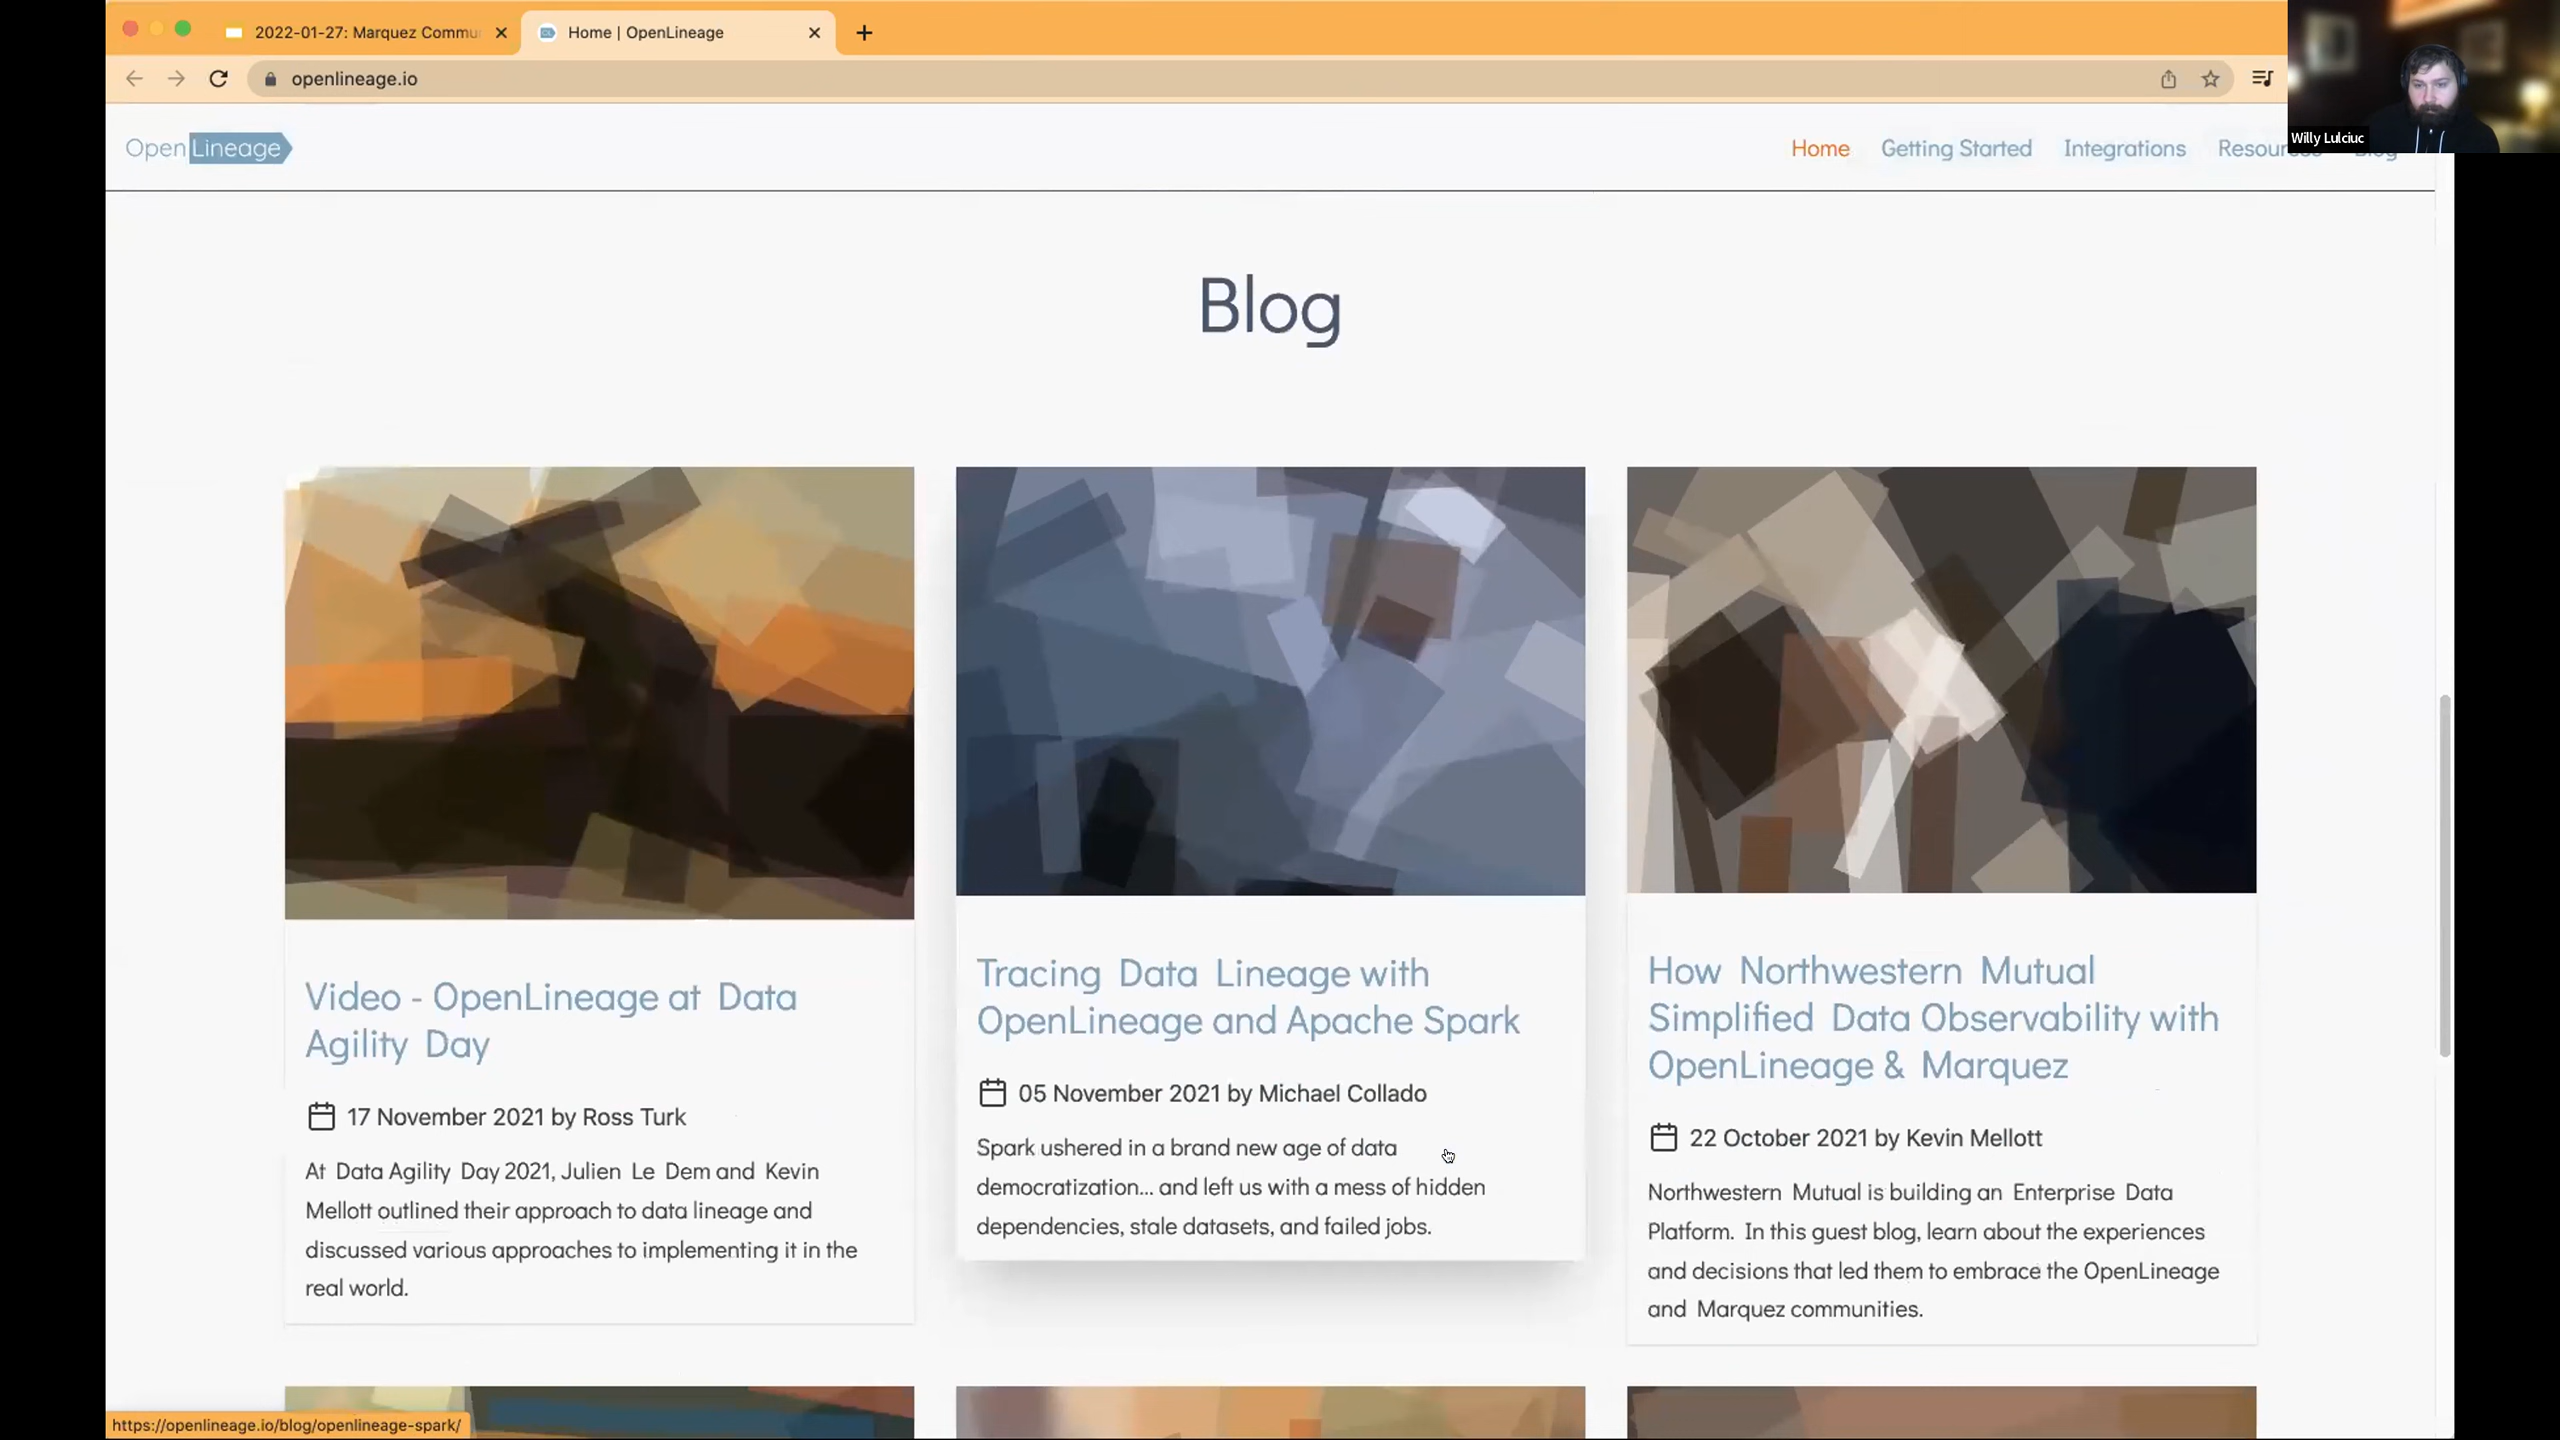 2022-01-27: Marquez Commu
Home | OpenLineage
openlineage.io
Willy Lulciuc
Open Lineage
Home
Getting Started
Integrations
Resources
Blog
Blog
Video - OpenLineage at Data
Agility Day
17 November 2021 by Ross Turk
At Data Agility Day 2021, Julien Le Dem and Kevin
Mellott outlined their approach to data lineage and
discussed various approaches to implementing it in the
real world.
Tracing Data Lineage with
OpenLineage and Apache Spark
05 November 2021 by Michael Collado
Spark ushered in a brand new age of data
democratization... and left us with a mess of hidden
dependencies, stale datasets, and failed jobs.
How Northwestern Mutual
Simplified Data Observability with
OpenLineage & Marquez
22 October 2021 by Kevin Mellott
Northwestern Mutual is building an Enterprise Data
Platform. In this guest blog, learn about the experiences
and decisions that led them to embrace the OpenLineage
and Marquez communities.
https://openlineage.io/blog/openlineage-spark/